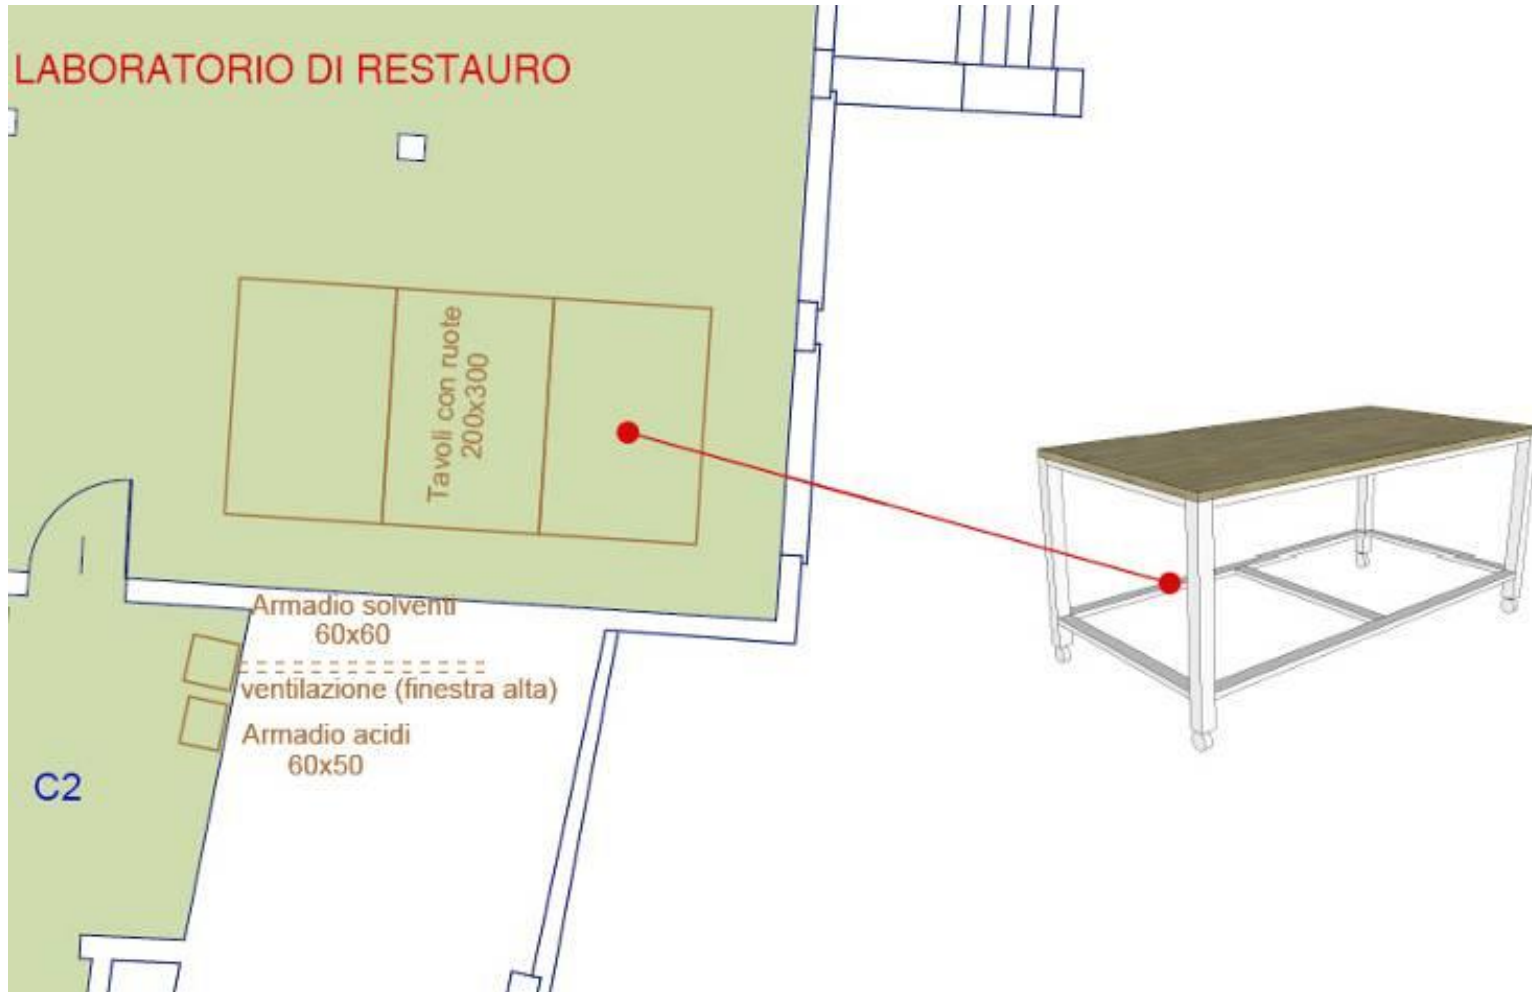 LABORATORIO DI RESTAURO
Tavoli con ruote
200x300
Armadio solventi
60x60
ventilazione (finestra alta)
Armadio acidi
60x50
C2